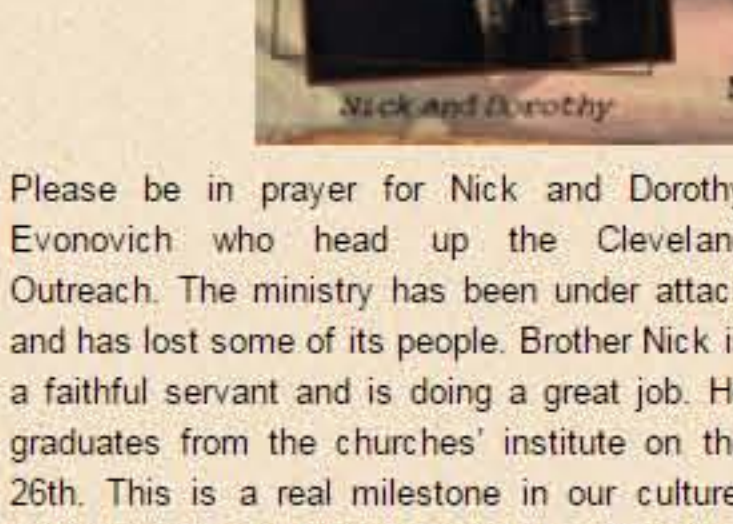 Nick and Dorothy
Please be in prayer for Nick and Dorothy
Evonovich who head up the Clevelan
Outreach. The ministry has been under attac
and has lost some of its people. Brother Nick i
a faithful servant and is doing a great job. H
graduates from the churches’ institute on th
26th. This is a real milestone in our culture